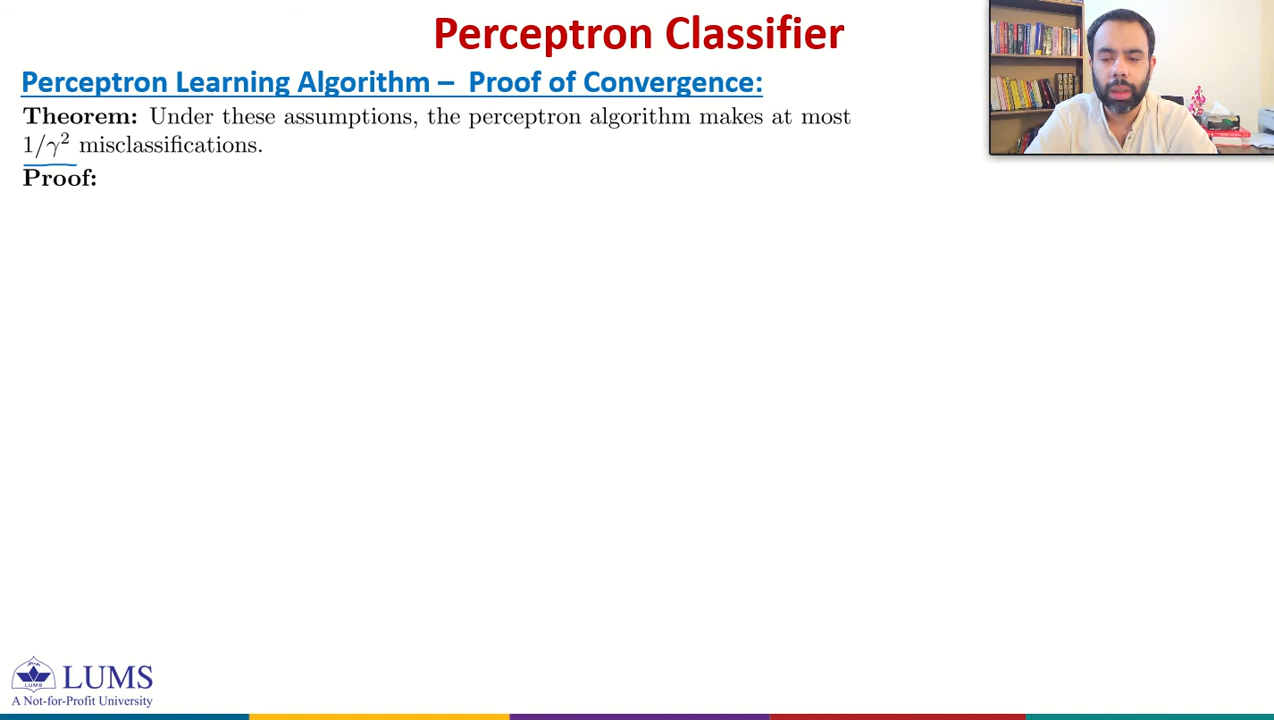 Perceptron Classifier
Perceptron Learning Algorithm – Proof of Convergence:
Theorem: Under these assumptions, the perceptron algorithm makes at most
1/γ² misclassifications.
Proof:
LUMS
LUMS
A Not-for-Profit University